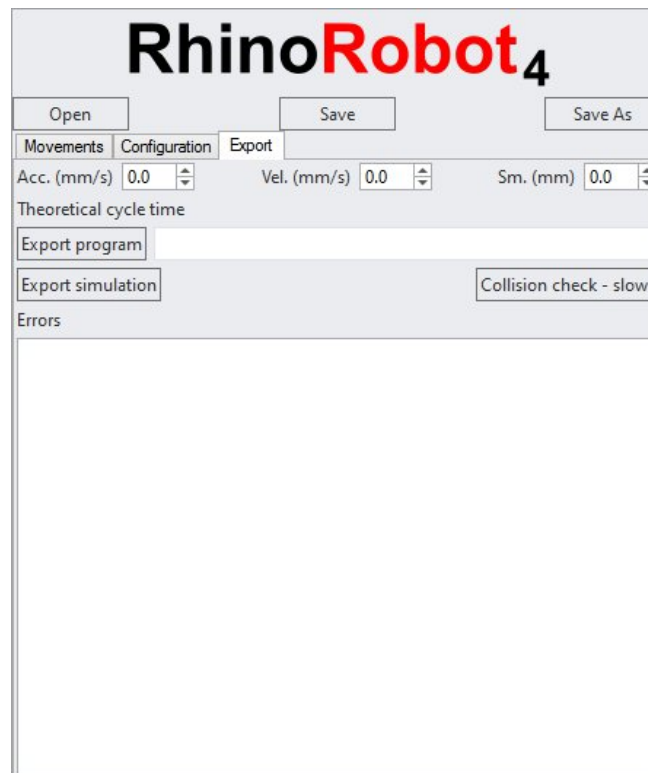 RhinoRobot4
Open Save Save As
Movements Configuration Export
Acc. (mm/s) 0.0 Vel. (mm/s) 0.0 Sm. (mm) 0.0
Theoretical cycle time
Export program
Export simulation Collision check - slow
Errors